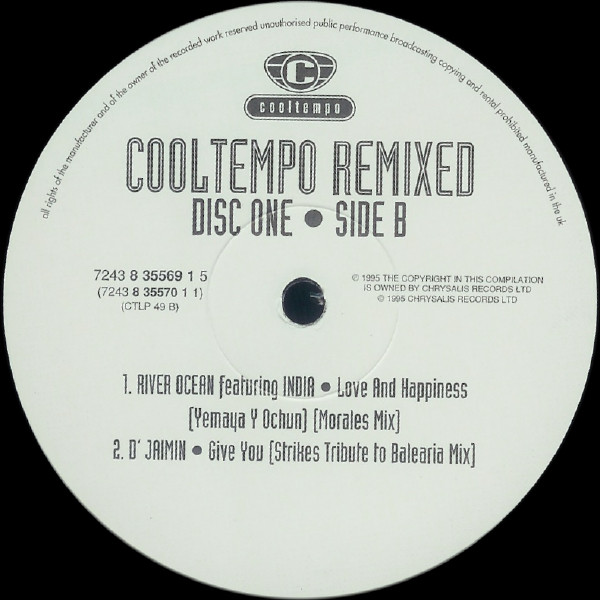 all rights of the manufacturer and of the owner of the recorded work reserved unauthorised public performance broadcasting copying and rental prohibited manufactured in the uk
C
cooltempo
COOLTEMPO REMIXED
DISC ONE • SIDE B
7243 8 35569 1 5
(7243 8 35570 1 1)
(CTLP 49 B)
© 1995 THE COPYRIGHT IN THIS COMPILATION
IS OWNED BY CHRYSALIS RECORDS LTD
© 1995 CHRYSALIS RECORDS LTD
1. RIVER OCEAN featuring INDIA • Love And Happiness
(Yemaya Y Ochun) (Morales Mix)
2. D' JAIMIN • Give You (Strikes Tribute to Balearia Mix)